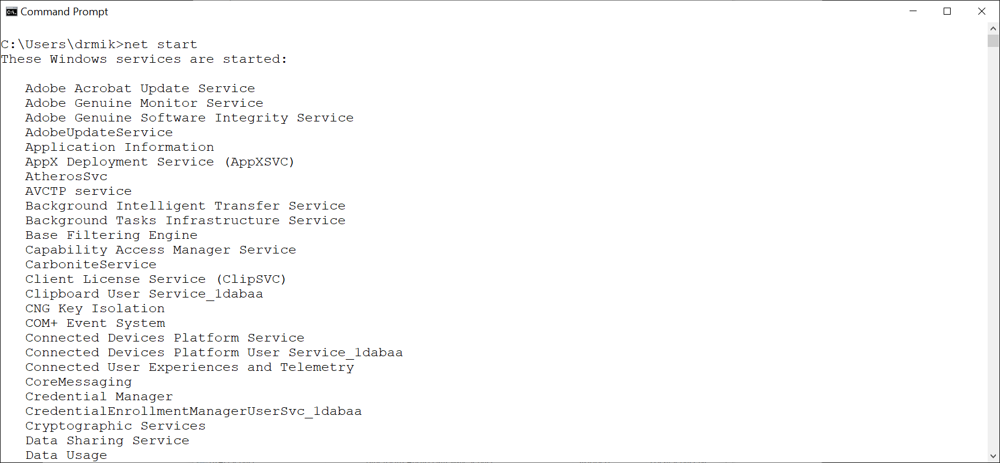 Command Prompt
C:\Users\drmik>net start
These Windows services are started:
Adobe Acrobat Update Service
Adobe Genuine Monitor Service
Adobe Genuine Software Integrity Service
AdobeUpdateService
Application Information
AppX Deployment Service (AppXSVC)
AtherosSvc
AVCTP service
Background Intelligent Transfer Service
Background Tasks Infrastructure Service
Base Filtering Engine
Capability Access Manager Service
CarboniteService
Client License Service (ClipSVC)
Clipboard User Service_1dabaa
CNG Key Isolation
COM+ Event System
Connected Devices Platform Service
Connected Devices Platform User Service_1dabaa
Connected User Experiences and Telemetry
CoreMessaging
Credential Manager
CredentialEnrollmentManagerUserSvc_1dabaa
Cryptographic Services
Data Sharing Service
Data Usage